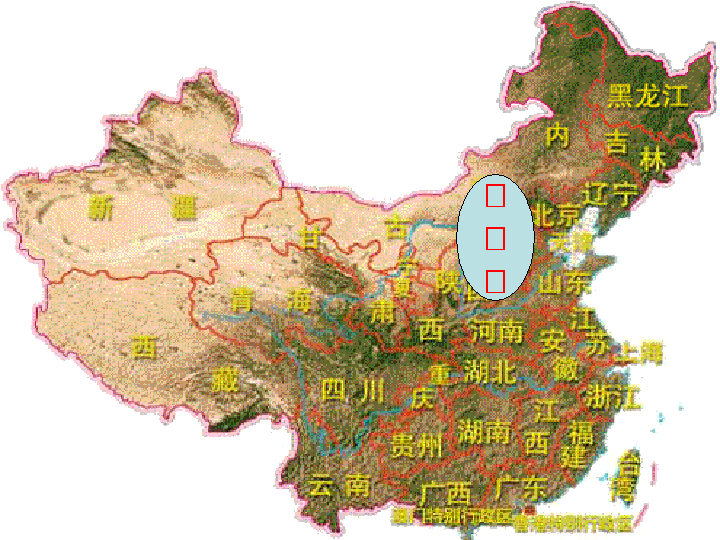 黑龙江
内
吉
林
辽宁
新 疆
古
甘
北京
天津
宁
夏
陕
山东
青 海
肃
西
河南
江
苏
安
徽
上海
西
藏
四 川
重
庆
湖北
浙江
江
西
湖南
福
建
贵州
台
湾
云 南
广西
广东
澳门特别行政区
香港特别行政区